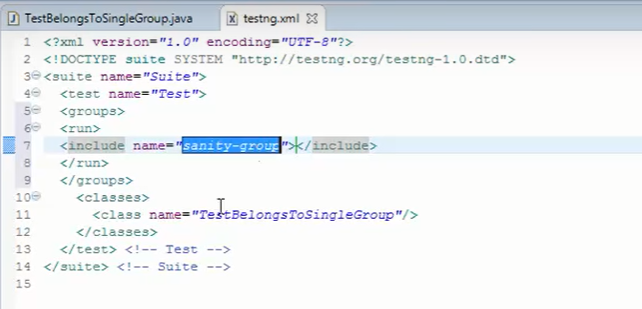 TestBelongsToSingleGroup.java testng.xml
1 <?xml version="1.0" encoding="UTF-8"?>
2 <!DOCTYPE suite SYSTEM "http://testng.org/testng-1.0.dtd">
3 <suite name="Suite">
4 <test name="Test">
5 <groups>
6 <run>
7 <include name="sanity-group"></include>
8 </run>
9 </groups>
10 <classes>
11 <class name="TestBelongsToSingleGroup"/>
12 </classes>
13 </test> <!-- Test -->
14 </suite> <!-- Suite -->
15